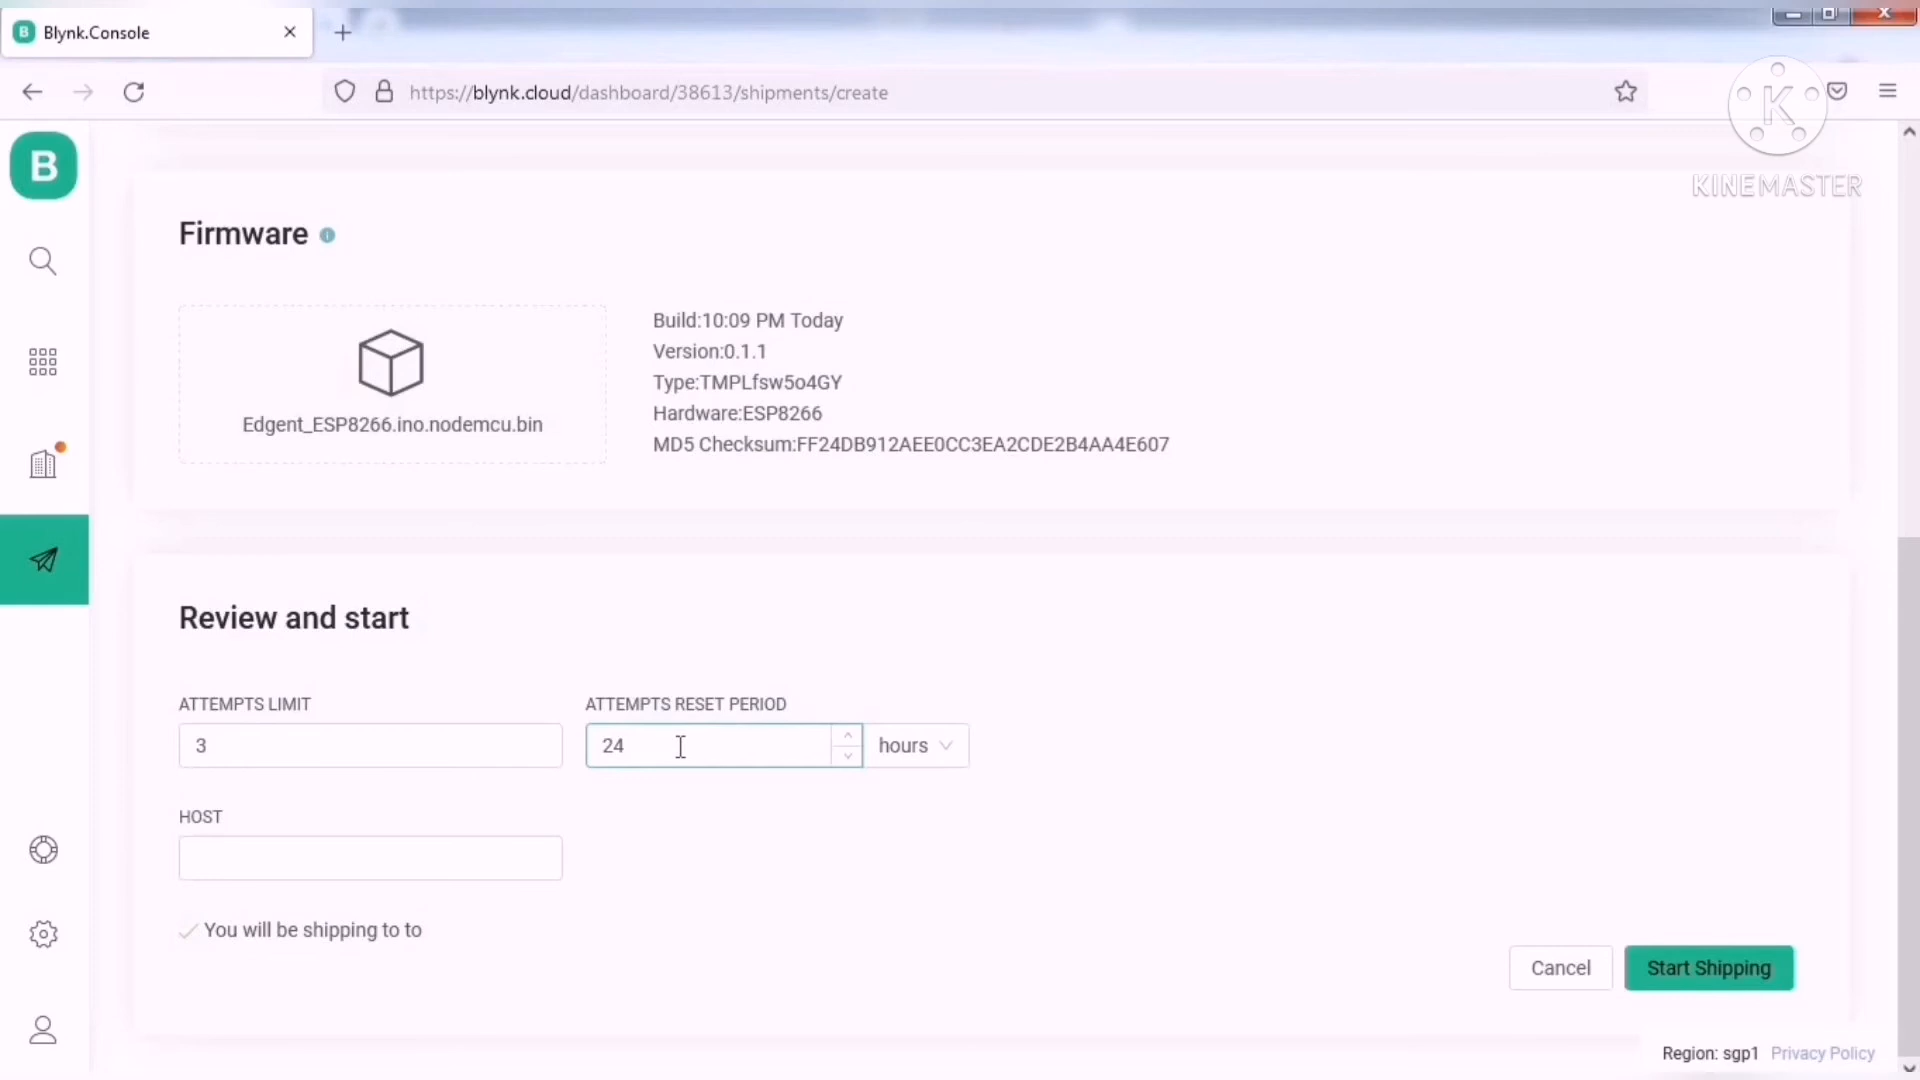 B Blynk.Console
https://blynk.cloud/dashboard/38613/shipments/create
K
KINEMASTER
B
Firmware
Edgent_ESP8266.ino.nodemcu.bin
Build:10:09 PM Today
Version:0.1.1
Type:TMPLfsw5o4GY
Hardware:ESP8266
MD5 Checksum:FF24DB912AEE0CC3EA2CDE2B4AA4E607
Review and start
ATTEMPTS LIMIT
3
ATTEMPTS RESET PERIOD
24
hours
HOST
You will be shipping to to
Cancel
Start Shipping
Region: sgp1 Privacy Policy